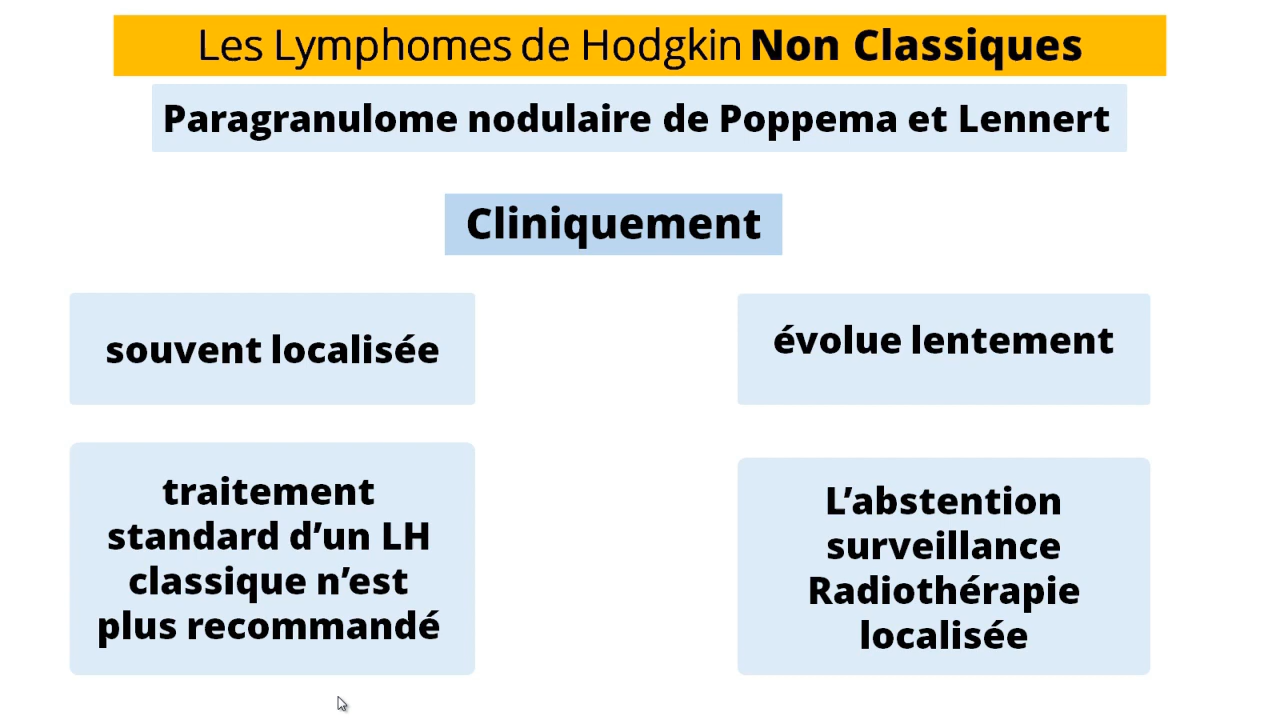 Les Lymphomes de Hodgkin Non Classiques
Paragranulome nodulaire de Poppema et Lennert
Cliniquement
souvent localisée
évolue lentement
traitement
standard d’un LH
classique n’est
plus recommandé
L’abstention
surveillance
Radiothérapie
localisée